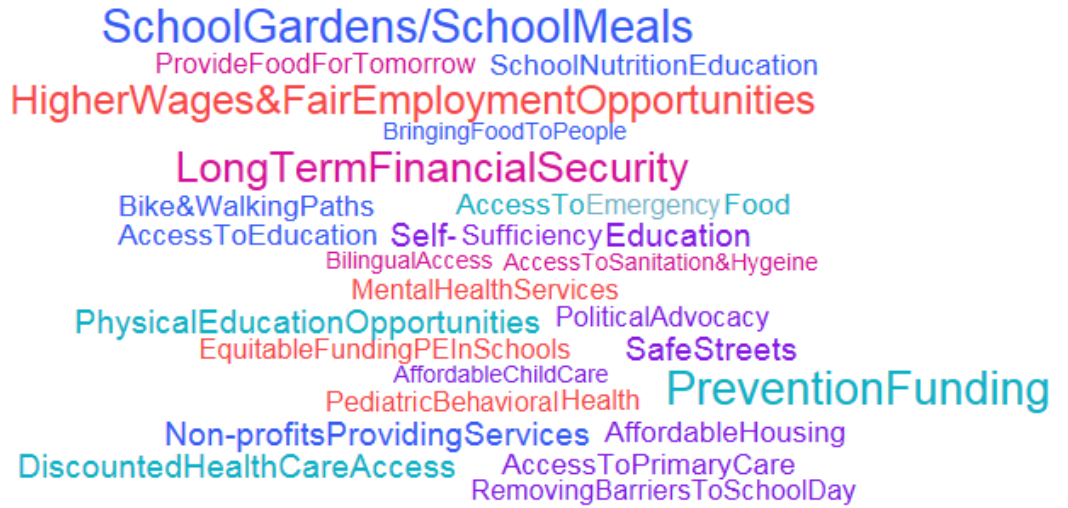 SchoolGardens/SchoolMeals
ProvideFoodForTomorrow SchoolNutritionEducation
HigherWages&FairEmploymentOpportunities
BringingFoodToPeople
LongTermFinancialSecurity
Bike&WalkingPaths AccessToEmergencyFood
AccessToEducation Self-SufficiencyEducation
BilingualAccess AccessToSanitation&Hygeine
MentalHealthServices
PhysicalEducationOpportunities PoliticalAdvocacy
EquitableFundingPEInSchools SafeStreets
AffordableChildCare
PediatricBehavioralHealth PreventionFunding
Non-profitsProvidingServices AffordableHousing
DiscountedHealthCareAccess AccessToPrimaryCare
RemovingBarriersToSchoolDay